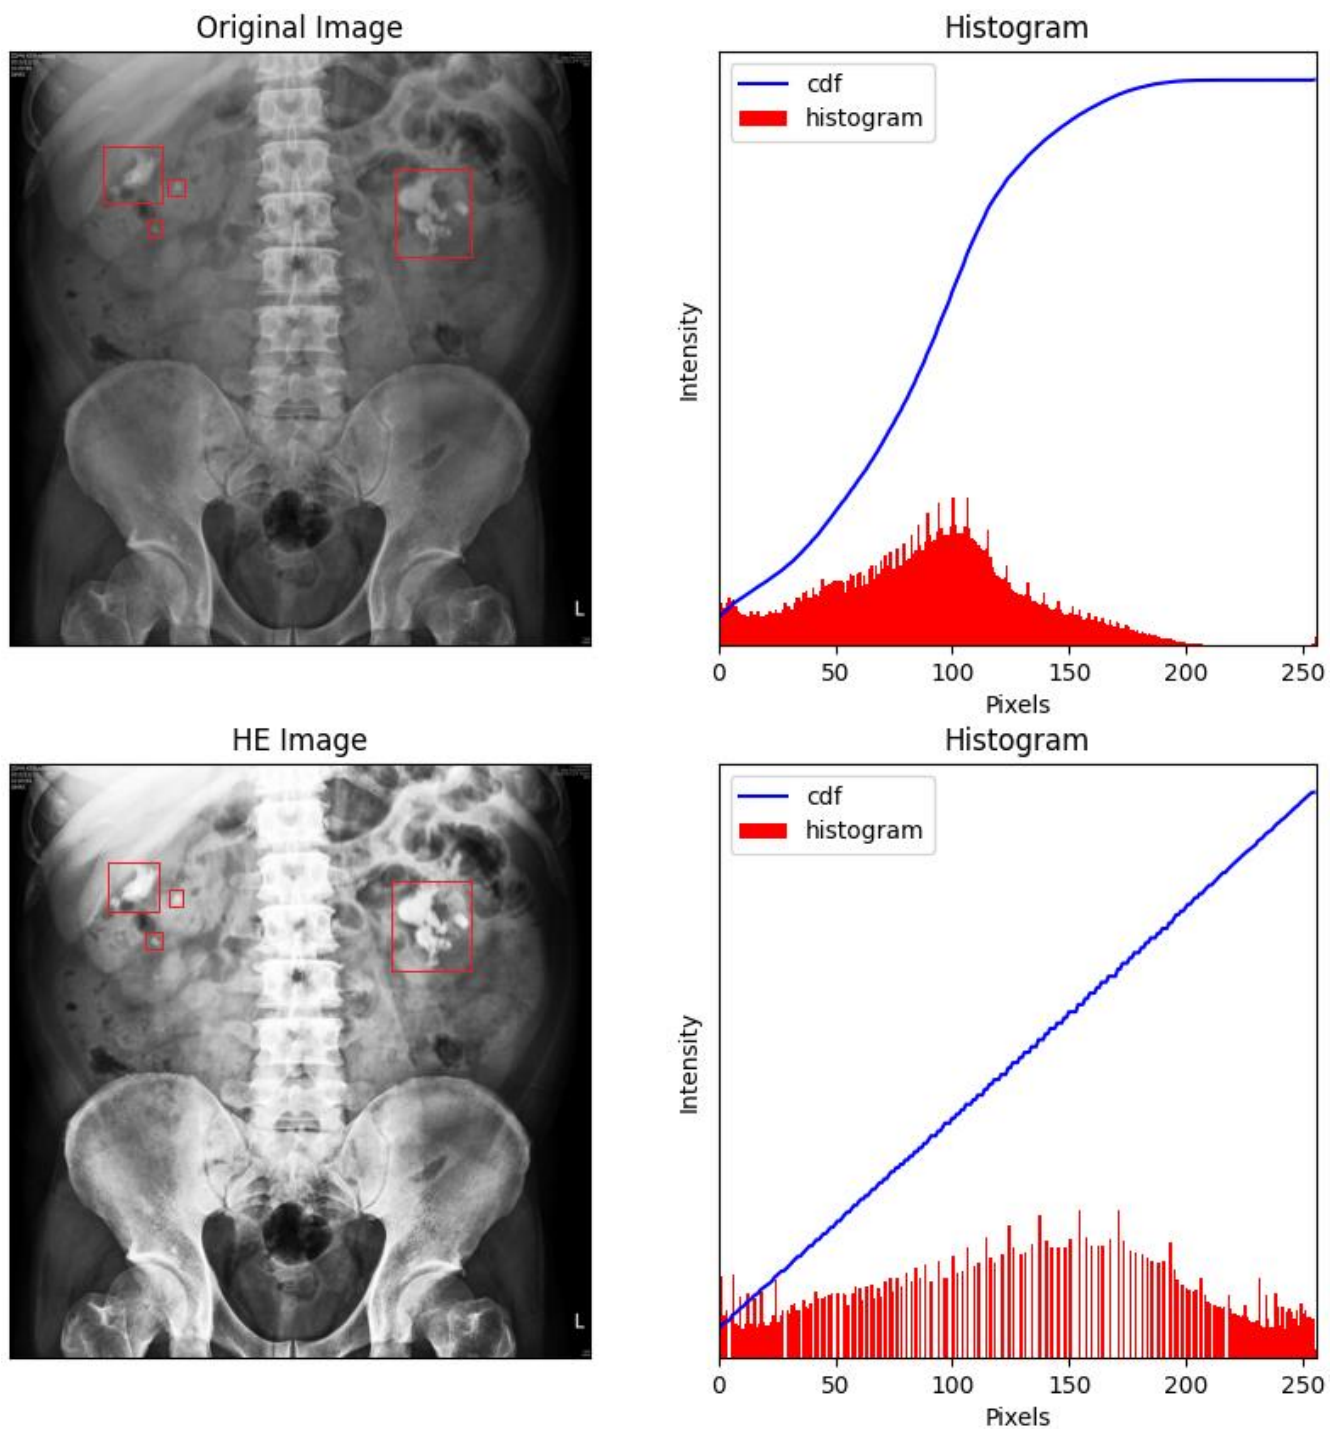 Original Image
L
Histogram
cdf
histogram
Intensity
0 50 100 150 200 250
Pixels
HE Image
L
Histogram
cdf
histogram
Intensity
0 50 100 150 200 250
Pixels